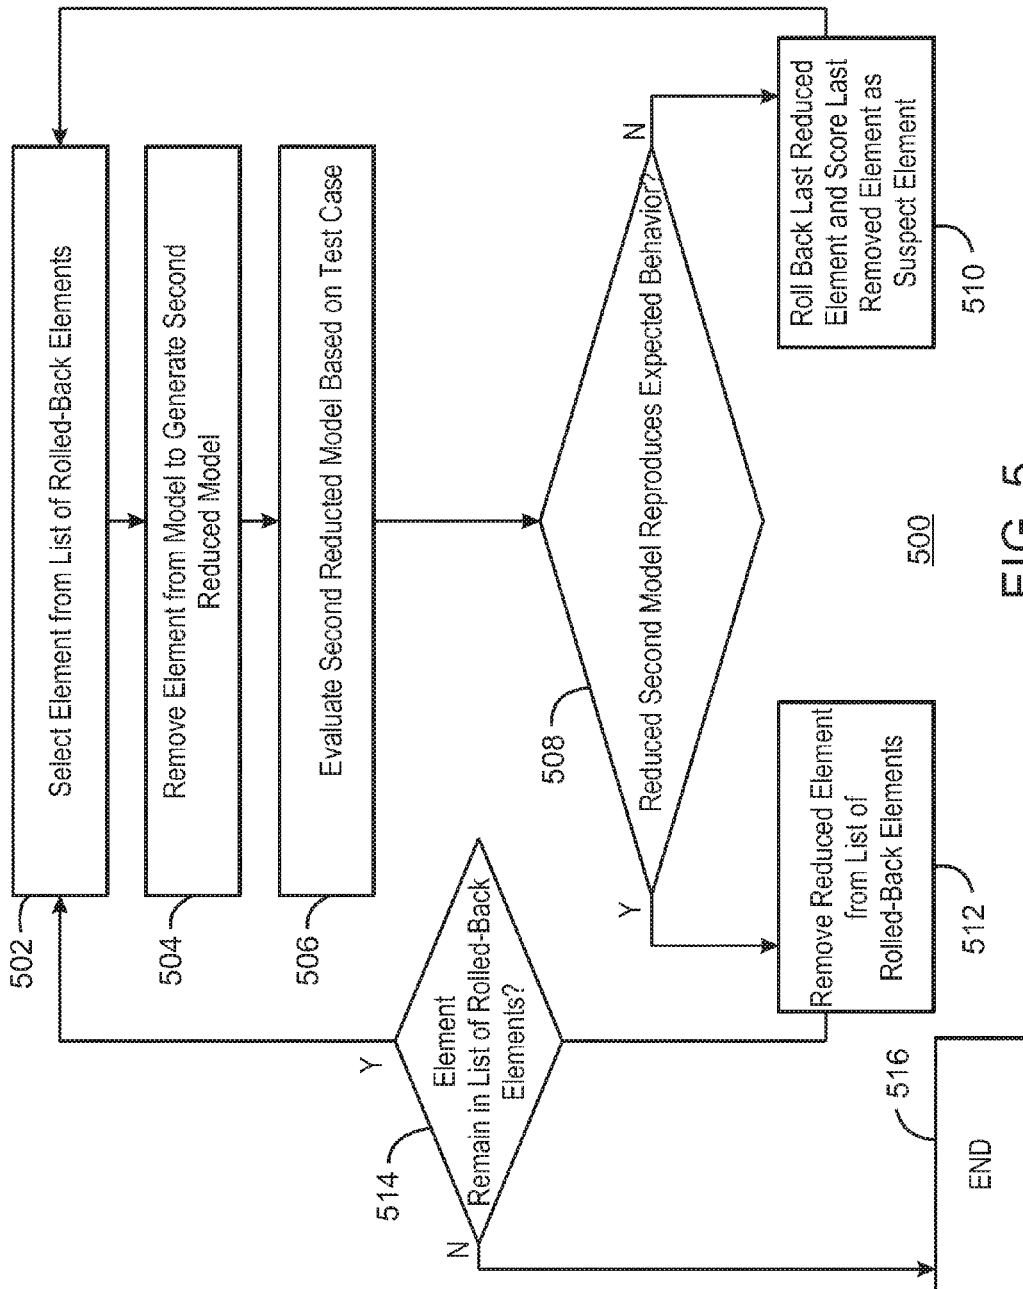 502
Select Element from List of Rolled-Back Elements
504
Remove Element from Model to Generate Second
Reduced Model
506
Evaluate Second Reducted Model Based on Test Case
508
Reduced Second Model Reproduces Expected Behavior?
Y
N
Roll Back Last Reduced
Element and Score Last
Removed Element as
Suspect Element
510
Remove Reduced Element
from List of
Rolled-Back Elements
512
514
Element
Remain in List of Rolled-Back
Elements?
Y
N
516
END
500
FIG. 5